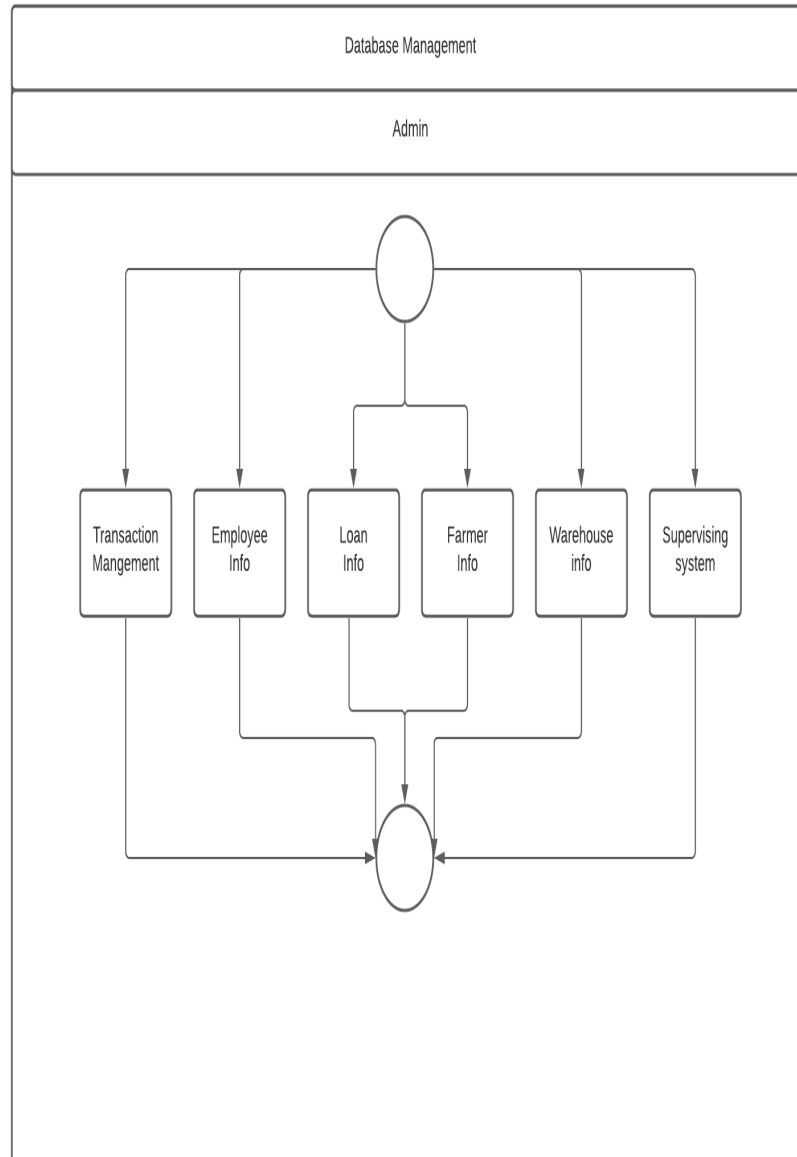 Database Management
Admin
Transaction
Mangement
Employee
Info
Loan
Info
Farmer
Info
Warehouse
info
Supervising
system